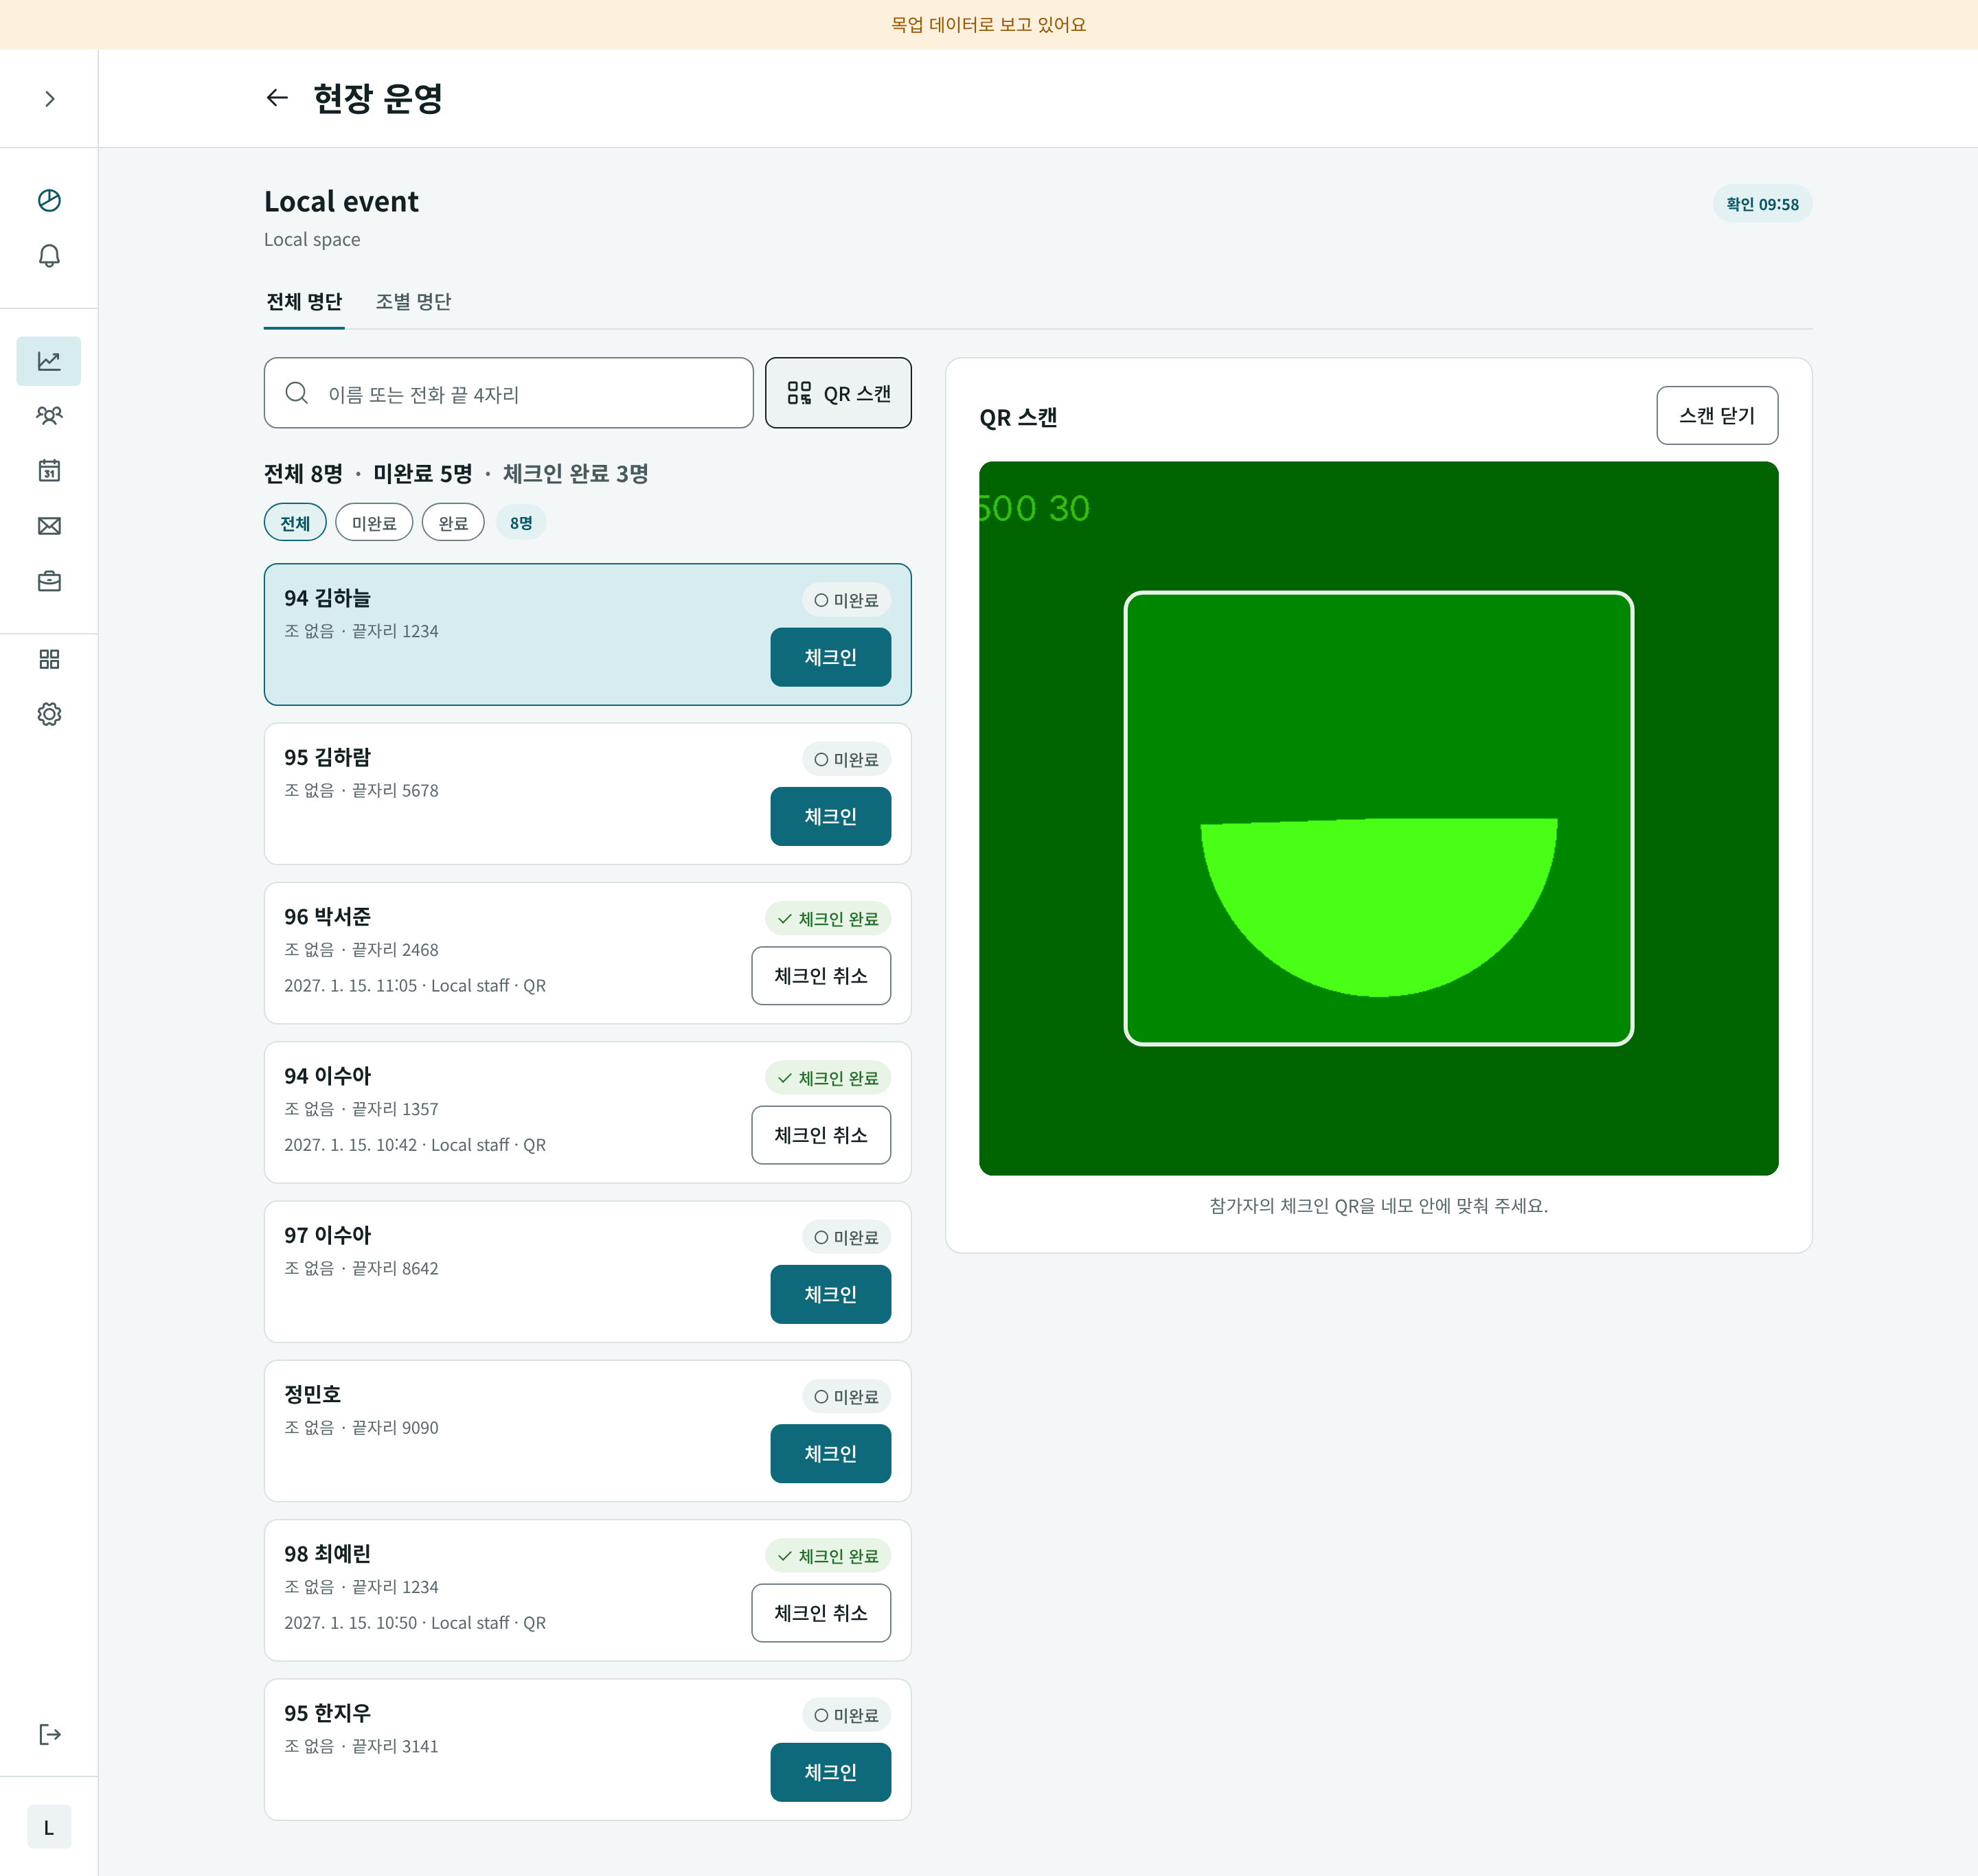 목업 데이터로 보고 있어요
현장 운영
Local event
확인 09:58
Local space
전체 명단
조별 명단
이름 또는 전화 끝 4자리
QR 스캔
전체 8명 · 미완료 5명 · 체크인 완료 3명
전체
미완료
완료
8명
94 김하늘
미완료
조 없음 · 끝자리 1234
체크인
95 김하람
미완료
조 없음 · 끝자리 5678
체크인
96 박서준
체크인 완료
조 없음 · 끝자리 2468
체크인 취소
2027. 1. 15. 11:05 · Local staff · QR
94 이수아
체크인 완료
조 없음 · 끝자리 1357
체크인 취소
2027. 1. 15. 10:42 · Local staff · QR
97 이수아
미완료
조 없음 · 끝자리 8642
체크인
정민호
미완료
조 없음 · 끝자리 9090
체크인
98 최예린
체크인 완료
조 없음 · 끝자리 1234
체크인 취소
2027. 1. 15. 10:50 · Local staff · QR
95 한지우
미완료
조 없음 · 끝자리 3141
체크인
QR 스캔
스캔 닫기
500 30
참가자의 체크인 QR을 네모 안에 맞춰 주세요.
31
L